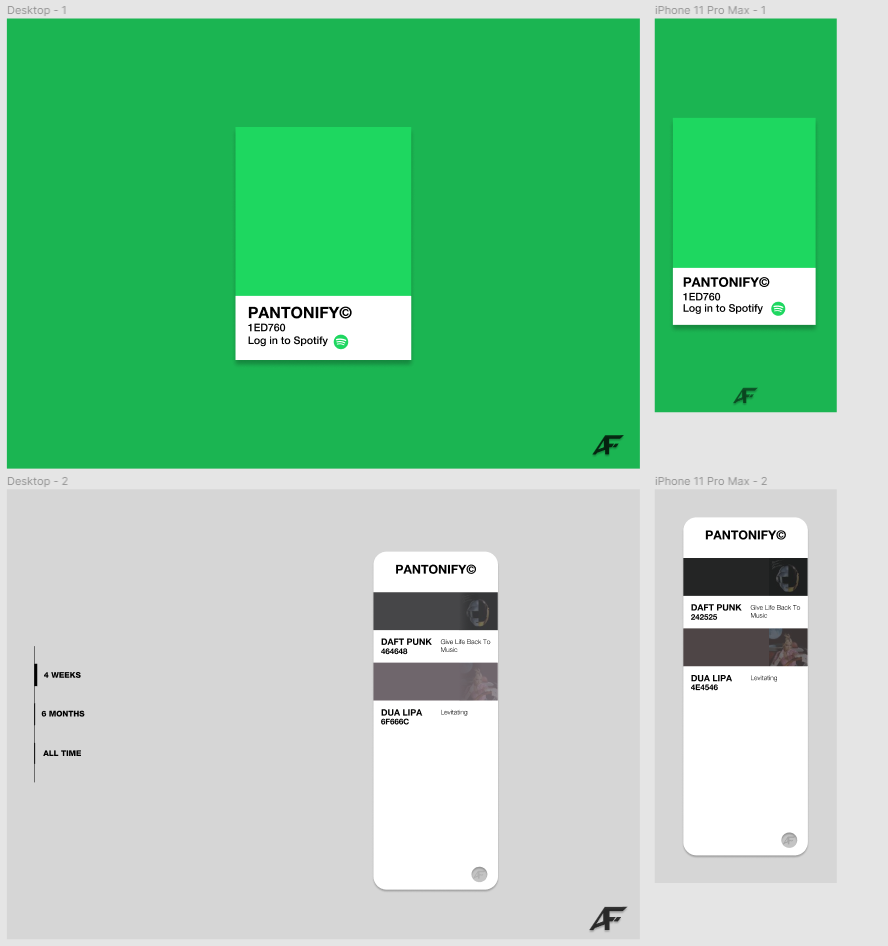 Desktop - 1
PANTONIFY©
1ED760
Log in to Spotify
AF
iPhone 11 Pro Max - 1
PANTONIFY©
1ED760
Log in to Spotify
AF
Desktop - 2
4 WEEKS
6 MONTHS
ALL TIME
PANTONIFY©
DAFT PUNK
464648
Give Life Back To
Music
DUA LIPA
6F666C
Levitating
AF
AF
iPhone 11 Pro Max - 2
PANTONIFY©
DAFT PUNK
242525
Give Life Back To
Music
DUA LIPA
4E4546
Levitating
AF